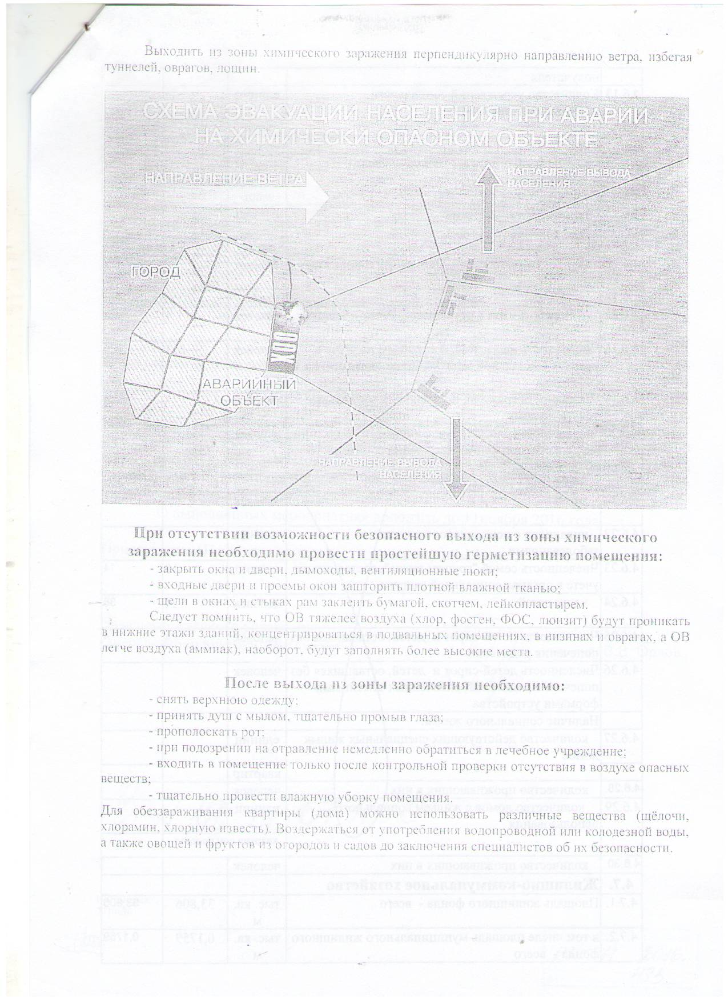 Выходить из зоны химического заражения перпендикулярно направлению ветра, избегая
туннелей, оврагов, лощин.
СХЕМА ЭВАКУАЦИИ НАСЕЛЕНИЯ ПРИ АВАРИИ
НА ХИМИЧЕСКИ ОПАСНОМ ОБЪЕКТЕ
НАПРАВЛЕНИЕ ВЕТРА
НАПРАВЛЕНИЕ ВЫВОДА
НАСЕЛЕНИЯ
ГОРОД
ХОО
АВАРИЙНЫЙ
ОБЪЕКТ
НАПРАВЛЕНИЕ ВЫВОДА
НАСЕЛЕНИЯ
При отсутствии возможности безопасного выхода из зоны химического
заражения необходимо провести простейшую герметизацию помещения:
- закрыть окна и двери, дымоходы, вентиляционные люки;
- входные двери и проемы окон зашторить плотной влажной тканью;
- щели в окнах и стыках рам заклеить бумагой, скотчем, лейкопластырем.
Следует помнить, что ОВ тяжелее воздуха (хлор, фосген, ФОС, люизит) будут проникать
в нижние этажи зданий, концентрироваться в подвальных помещениях, в низинах и оврагах, а ОВ
легче воздуха (аммиак), наоборот, будут заполнять более высокие места.
После выхода из зоны заражения необходимо:
- снять верхнюю одежду;
- принять душ с мылом, тщательно промыв глаза;
- прополоскать рот;
- при подозрении на отравление немедленно обратиться в лечебное учреждение;
- входить в помещение только после контрольной проверки отсутствия в воздухе опасных
веществ;
- тщательно провести влажную уборку помещения.
Для обеззараживания квартиры (дома) можно использовать различные вещества (щёлочи,
хлорамин, хлорную известь). Воздержаться от употребления водопроводной или колодезной воды,
а также овощей и фруктов из огородов и садов до заключения специалистов об их безопасности.